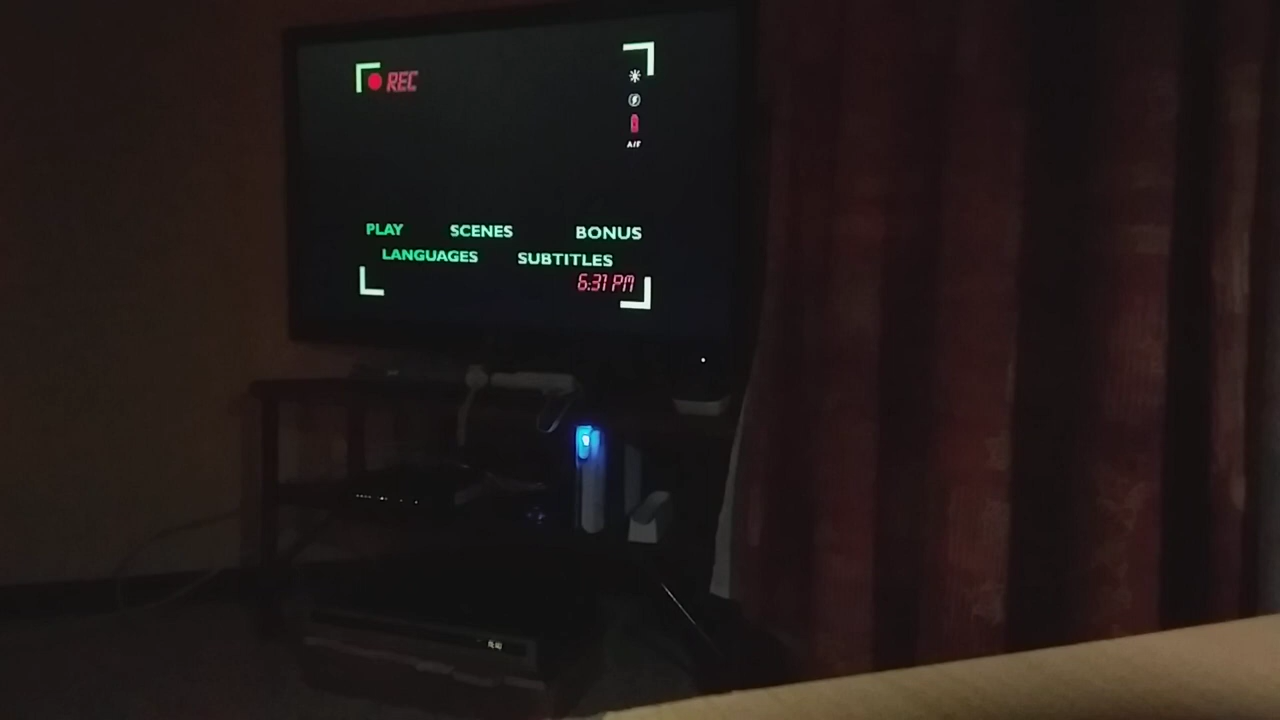 REC
A/F
PLAY SCENES BONUS
LANGUAGES SUBTITLES
6:31 PM